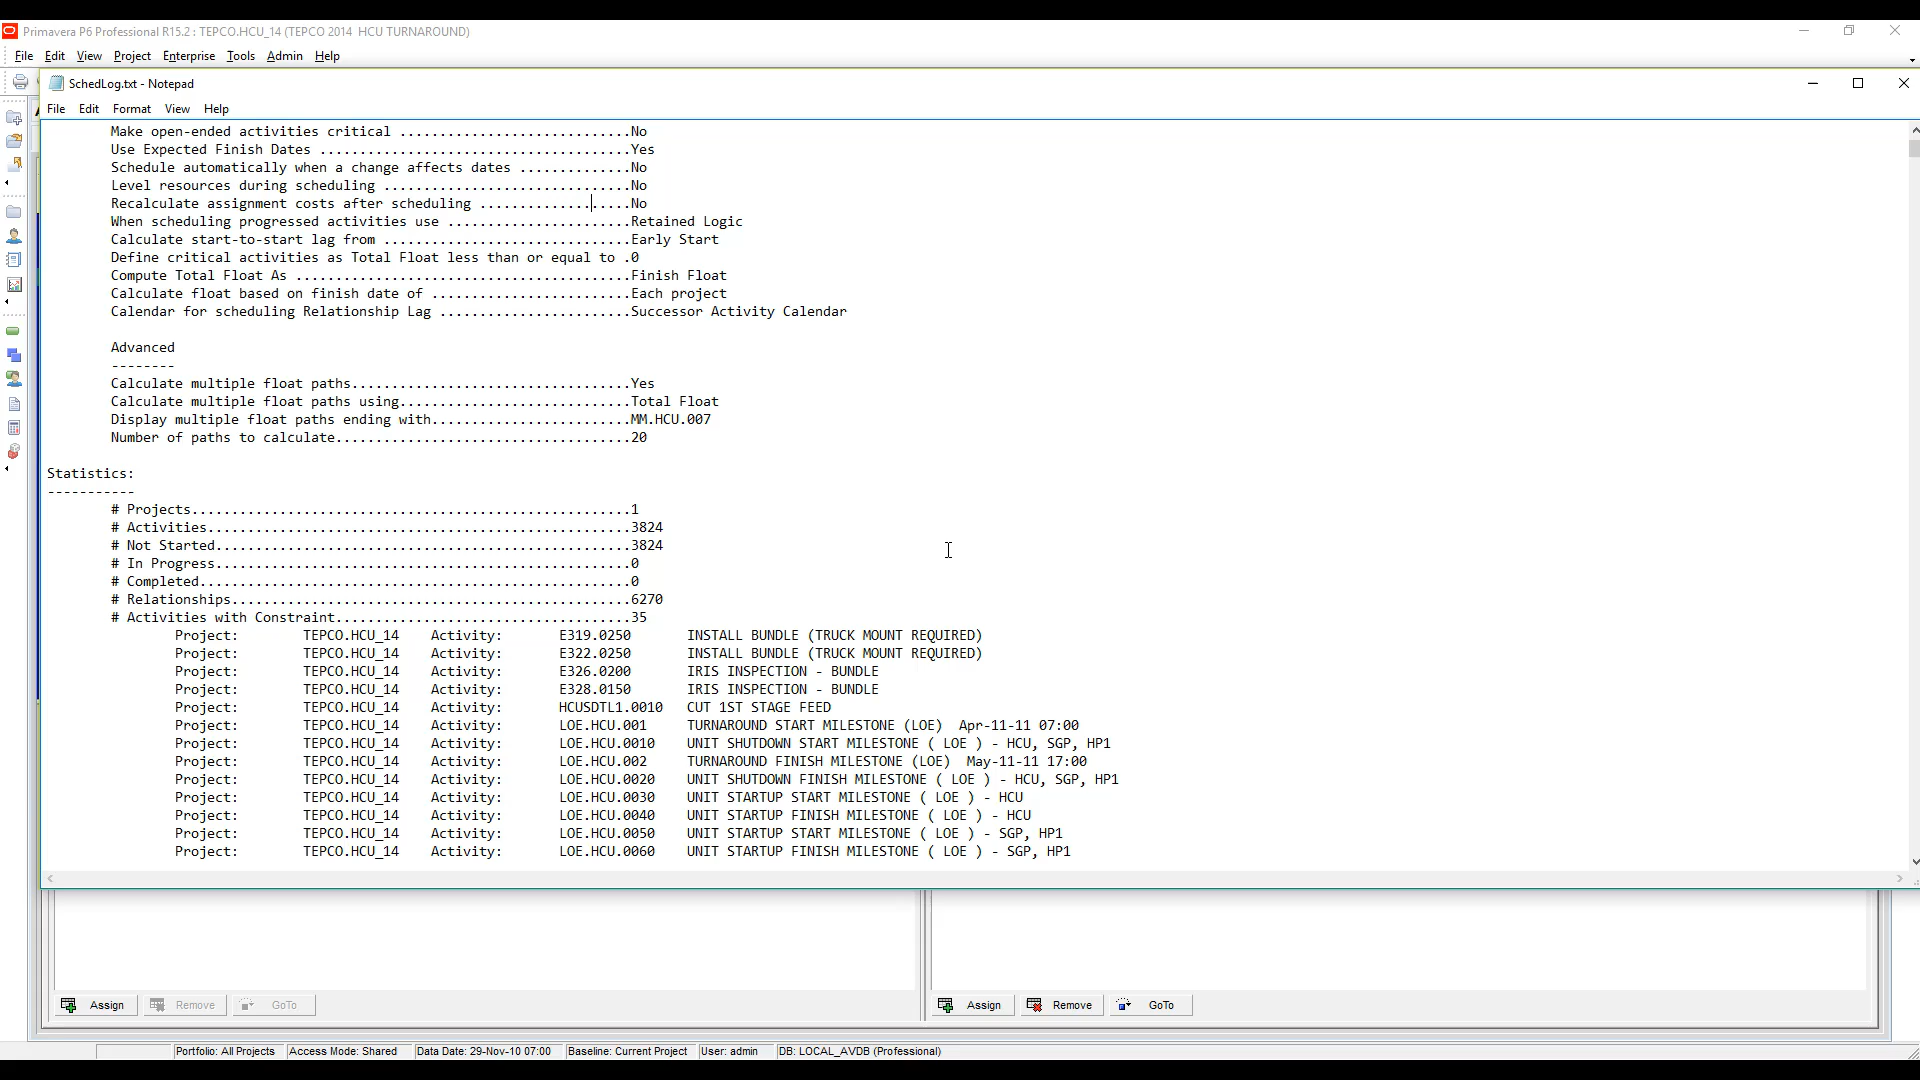 Primavera P6 Professional R15.2 : TEPCO.HCU_14 (TEPCO 2014  HCU TURNAROUND)
File Edit View Project Enterprise Tools Admin Help
SchedLog.txt - Notepad
File Edit Format View Help
Make open-ended activities critical .............................No
Use Expected Finish Dates .......................................Yes
Schedule automatically when a change affects dates ..............No
Level resources during scheduling ...............................No
Recalculate assignment costs after scheduling ...................No
When scheduling progressed activities use .......................Retained Logic
Calculate start-to-start lag from ...............................Early Start
Define critical activities as Total Float less than or equal to .0
Compute Total Float As ..........................................Finish Float
Calculate float based on finish date of .........................Each project
Calendar for scheduling Relationship Lag ........................Successor Activity Calendar
Advanced
--------
Calculate multiple float paths...................................Yes
Calculate multiple float paths using.............................Total Float
Display multiple float paths ending with.........................MM.HCU.007
Number of paths to calculate.....................................20
Statistics:
-----------
# Projects.......................................................1
# Activities.....................................................3824
# Not Started....................................................3824
# In Progress....................................................0
# Completed......................................................0
# Relationships..................................................6270
# Activities with Constraint.....................................35
Project: TEPCO.HCU_14 Activity: E319.0250 INSTALL BUNDLE (TRUCK MOUNT REQUIRED)
Project: TEPCO.HCU_14 Activity: E322.0250 INSTALL BUNDLE (TRUCK MOUNT REQUIRED)
Project: TEPCO.HCU_14 Activity: E326.0200 IRIS INSPECTION - BUNDLE
Project: TEPCO.HCU_14 Activity: E328.0150 IRIS INSPECTION - BUNDLE
Project: TEPCO.HCU_14 Activity: HCUSDTL1.0010 CUT 1ST STAGE FEED
Project: TEPCO.HCU_14 Activity: LOE.HCU.001 TURNAROUND START MILESTONE (LOE)  Apr-11-11 07:00
Project: TEPCO.HCU_14 Activity: LOE.HCU.0010 UNIT SHUTDOWN START MILESTONE ( LOE ) - HCU, SGP, HP1
Project: TEPCO.HCU_14 Activity: LOE.HCU.002 TURNAROUND FINISH MILESTONE (LOE)  May-11-11 17:00
Project: TEPCO.HCU_14 Activity: LOE.HCU.0020 UNIT SHUTDOWN FINISH MILESTONE ( LOE ) - HCU, SGP, HP1
Project: TEPCO.HCU_14 Activity: LOE.HCU.0030 UNIT STARTUP START MILESTONE ( LOE ) - HCU
Project: TEPCO.HCU_14 Activity: LOE.HCU.0040 UNIT STARTUP FINISH MILESTONE ( LOE ) - HCU
Project: TEPCO.HCU_14 Activity: LOE.HCU.0050 UNIT STARTUP START MILESTONE ( LOE ) - SGP, HP1
Project: TEPCO.HCU_14 Activity: LOE.HCU.0060 UNIT STARTUP FINISH MILESTONE ( LOE ) - SGP, HP1
Assign Remove GoTo Assign Remove GoTo
Portfolio: All Projects Access Mode: Shared Data Date: 29-Nov-10 07:00 Baseline: Current Project User: admin DB: LOCAL_AVDB (Professional)